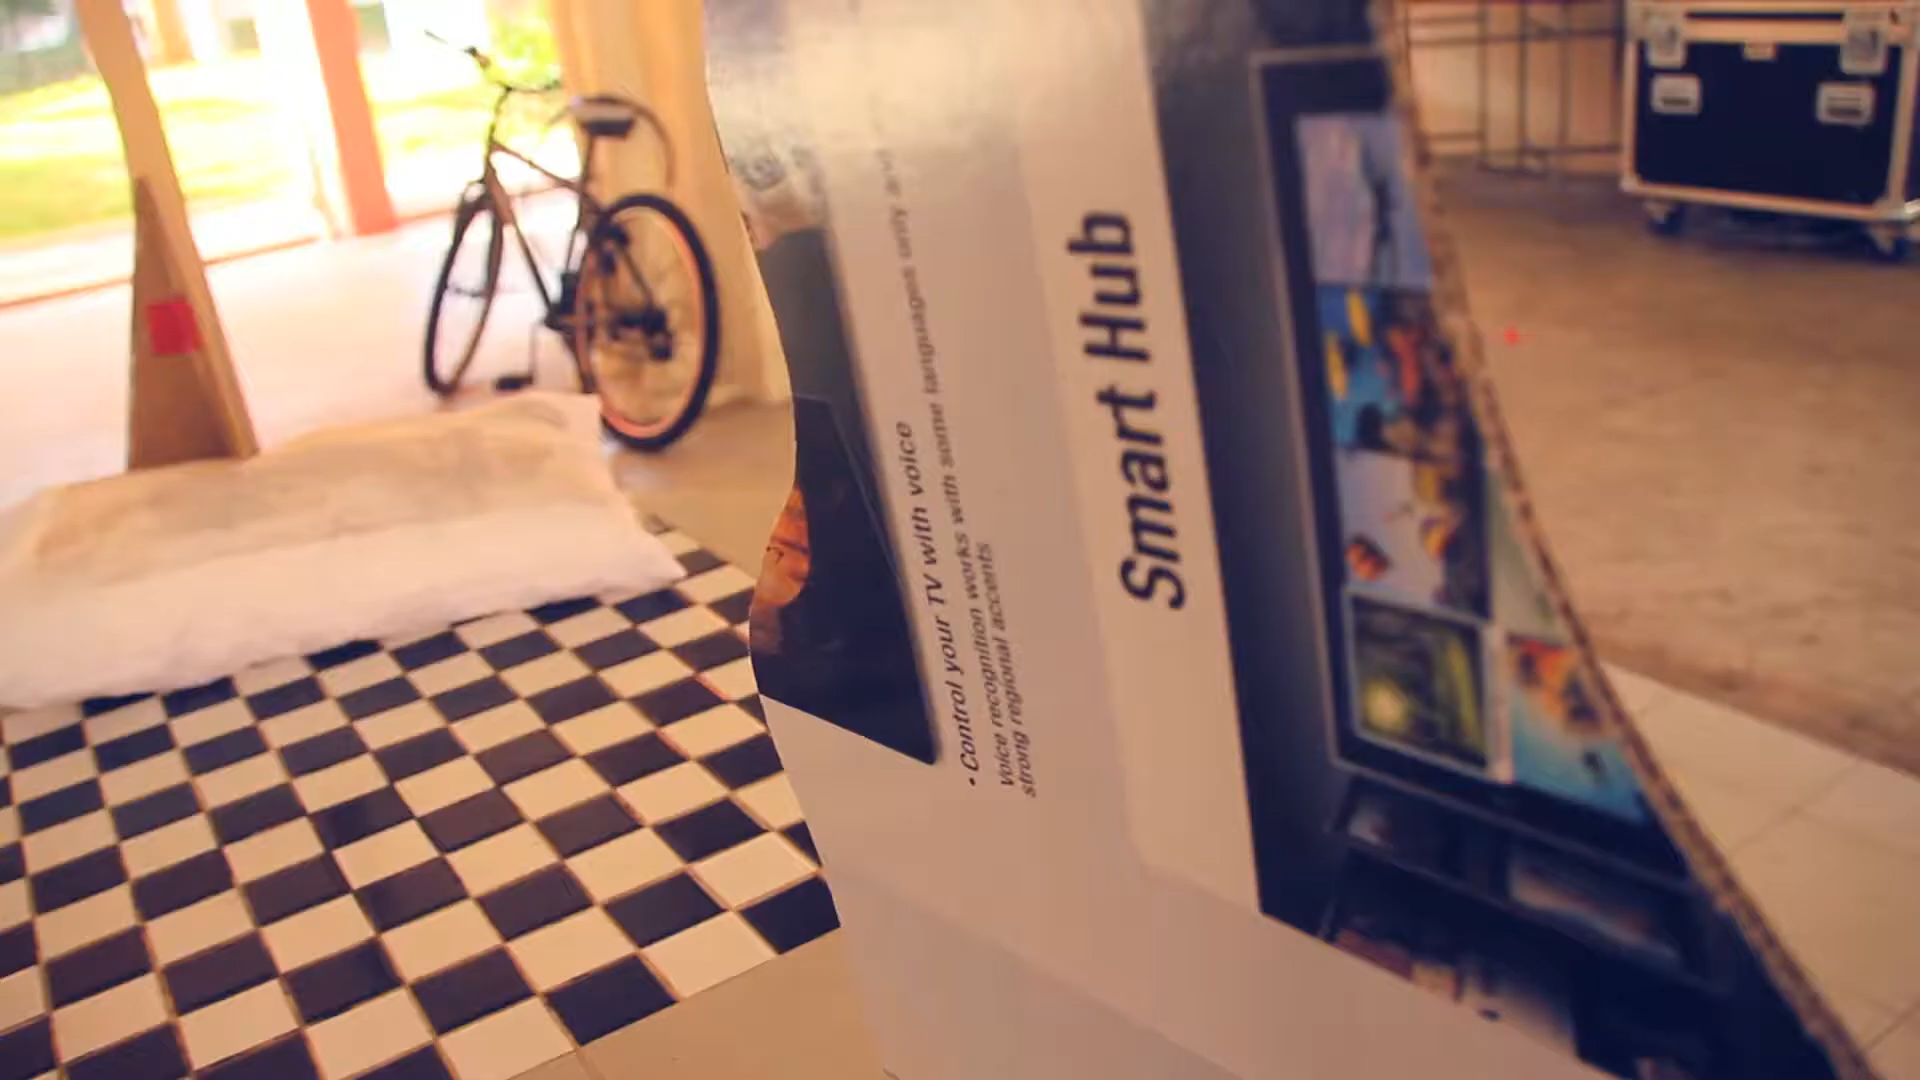 • Control your TV with voice
Voice recognition works with some languages only and
strong regional accents
Smart Hub